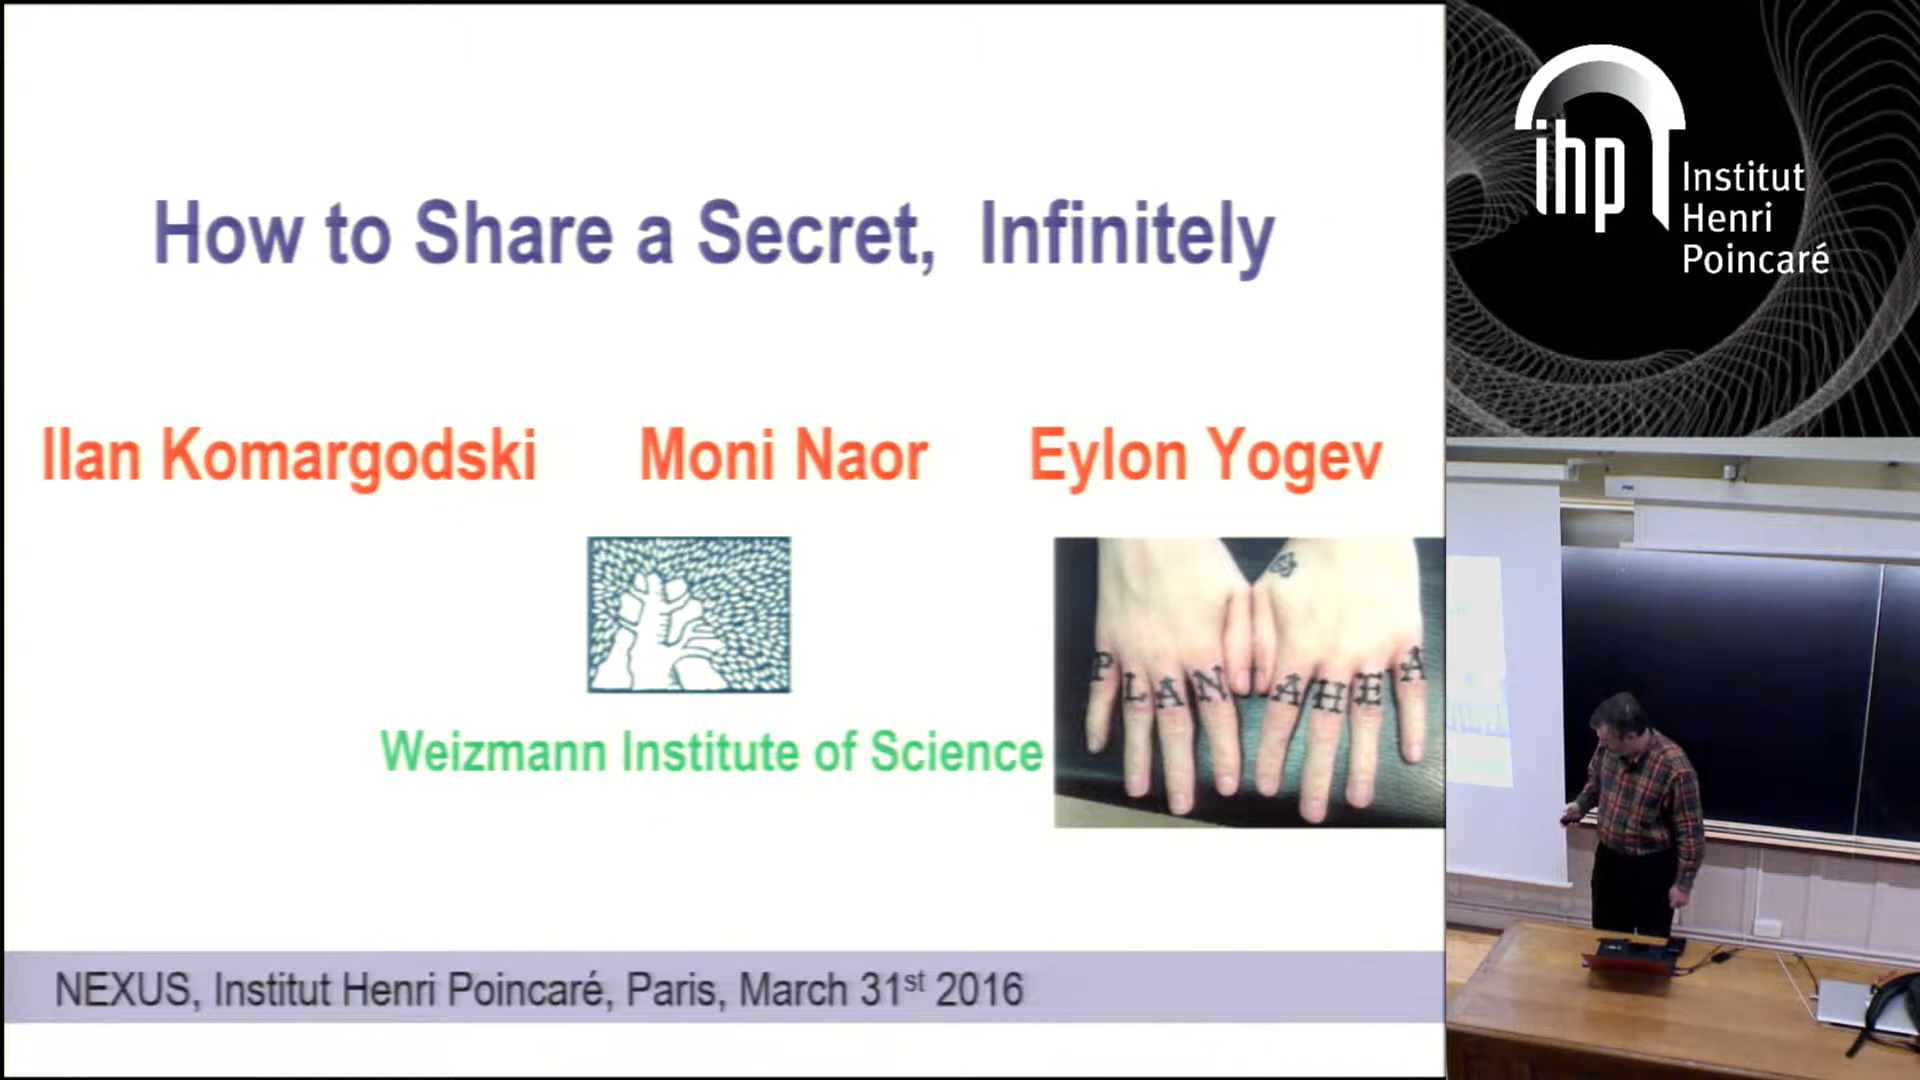 How to Share a Secret, Infinitely
Ilan Komargodski Moni Naor Eylon Yogev
PLAN AHEA
Weizmann Institute of Science
NEXUS, Institut Henri Poincaré, Paris, March 31st 2016
ihp Institut
Henri
Poincaré